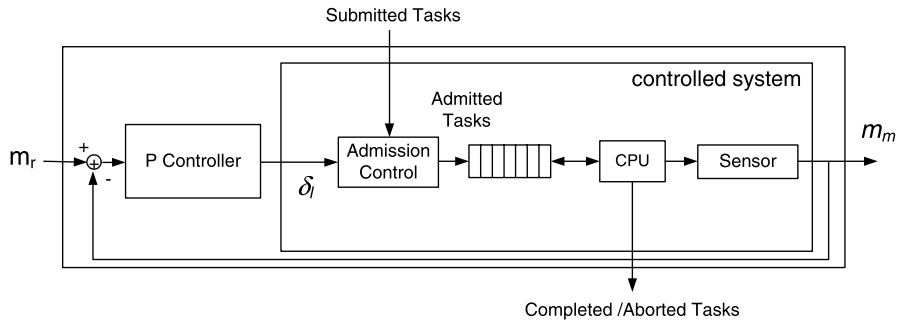 Submitted Tasks
controlled system
Admitted
Tasks
m_r
+
+
-
P Controller
δ_l
Admission
Control
CPU
Sensor
m_m
Completed /Aborted Tasks